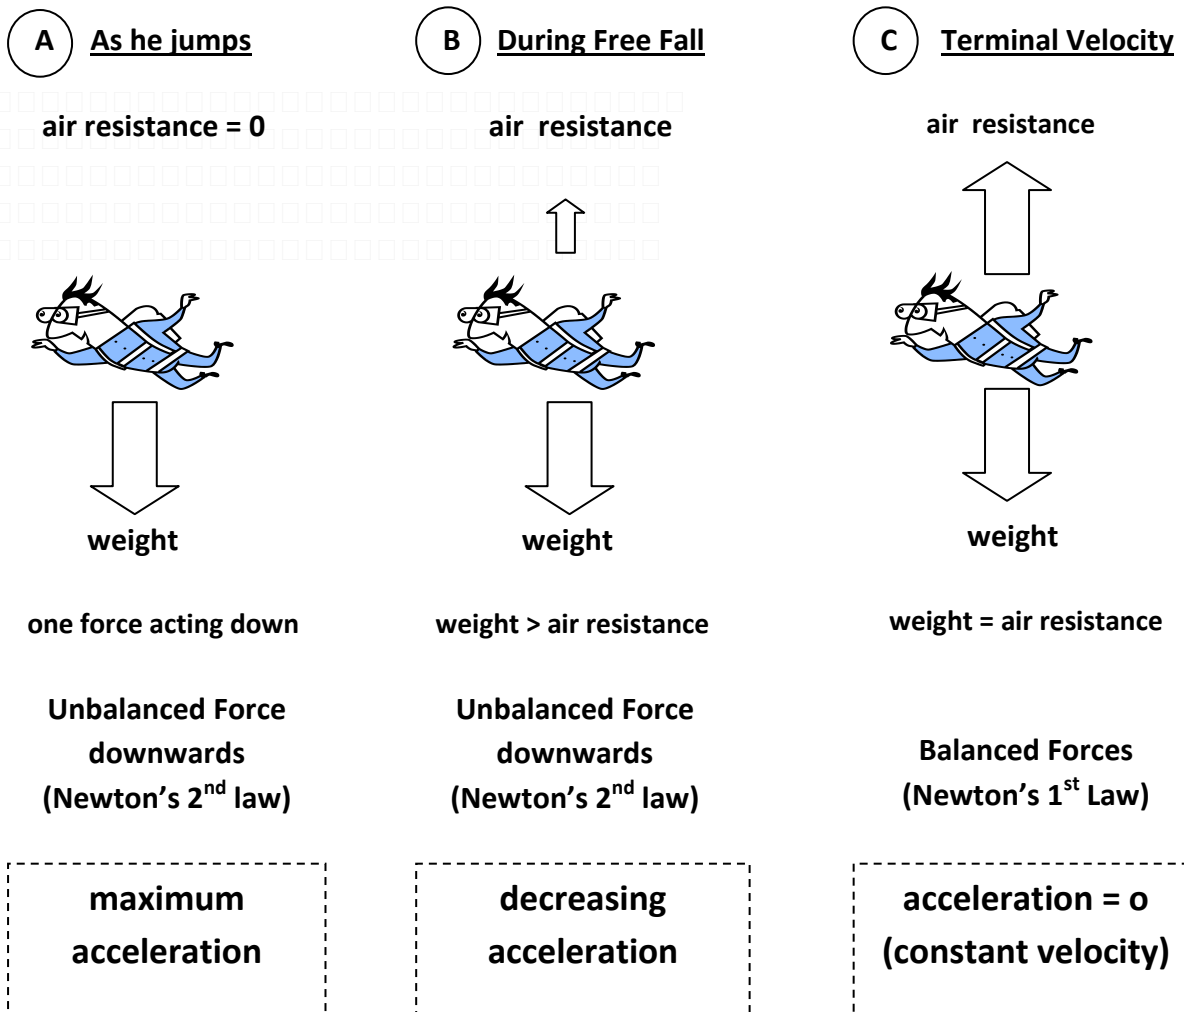 A As he jumps
air resistance = 0
weight
one force acting down
Unbalanced Force
downwards
(Newton's 2nd law)
maximum
acceleration
B During Free Fall
air resistance
weight
weight > air resistance
Unbalanced Force
downwards
(Newton's 2nd law)
decreasing
acceleration
C Terminal Velocity
air resistance
weight
weight = air resistance
Balanced Forces
(Newton's 1st Law)
acceleration = o
(constant velocity)